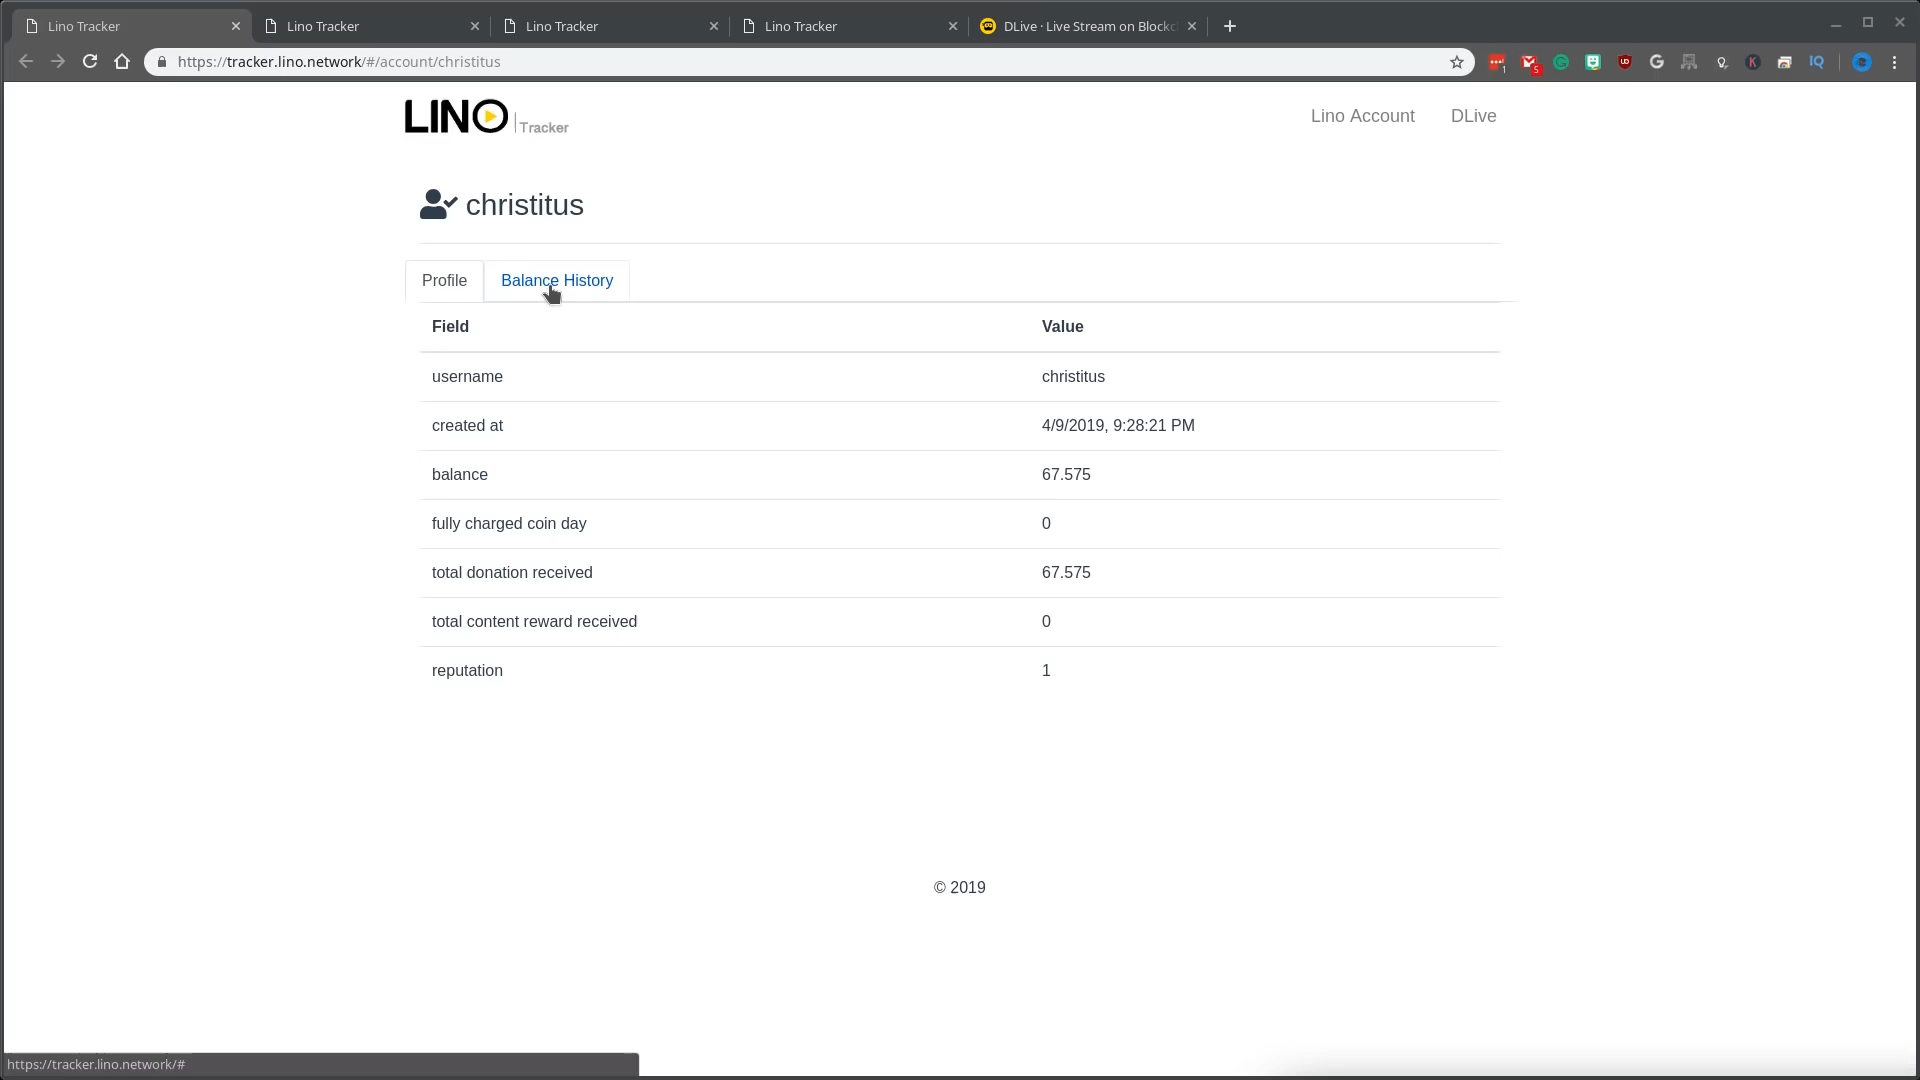 Lino Tracker
Lino Tracker
Lino Tracker
Lino Tracker
DLive · Live Stream on Blockc
https://tracker.lino.network/#/account/christitus
1
5
G
K
IQ
LINO | Tracker
Lino Account
DLive
christitus
Profile
Balance History
Field Value
username christitus
created at 4/9/2019, 9:28:21 PM
balance 67.575
fully charged coin day 0
total donation received 67.575
total content reward received 0
reputation 1
© 2019
https://tracker.lino.network/#